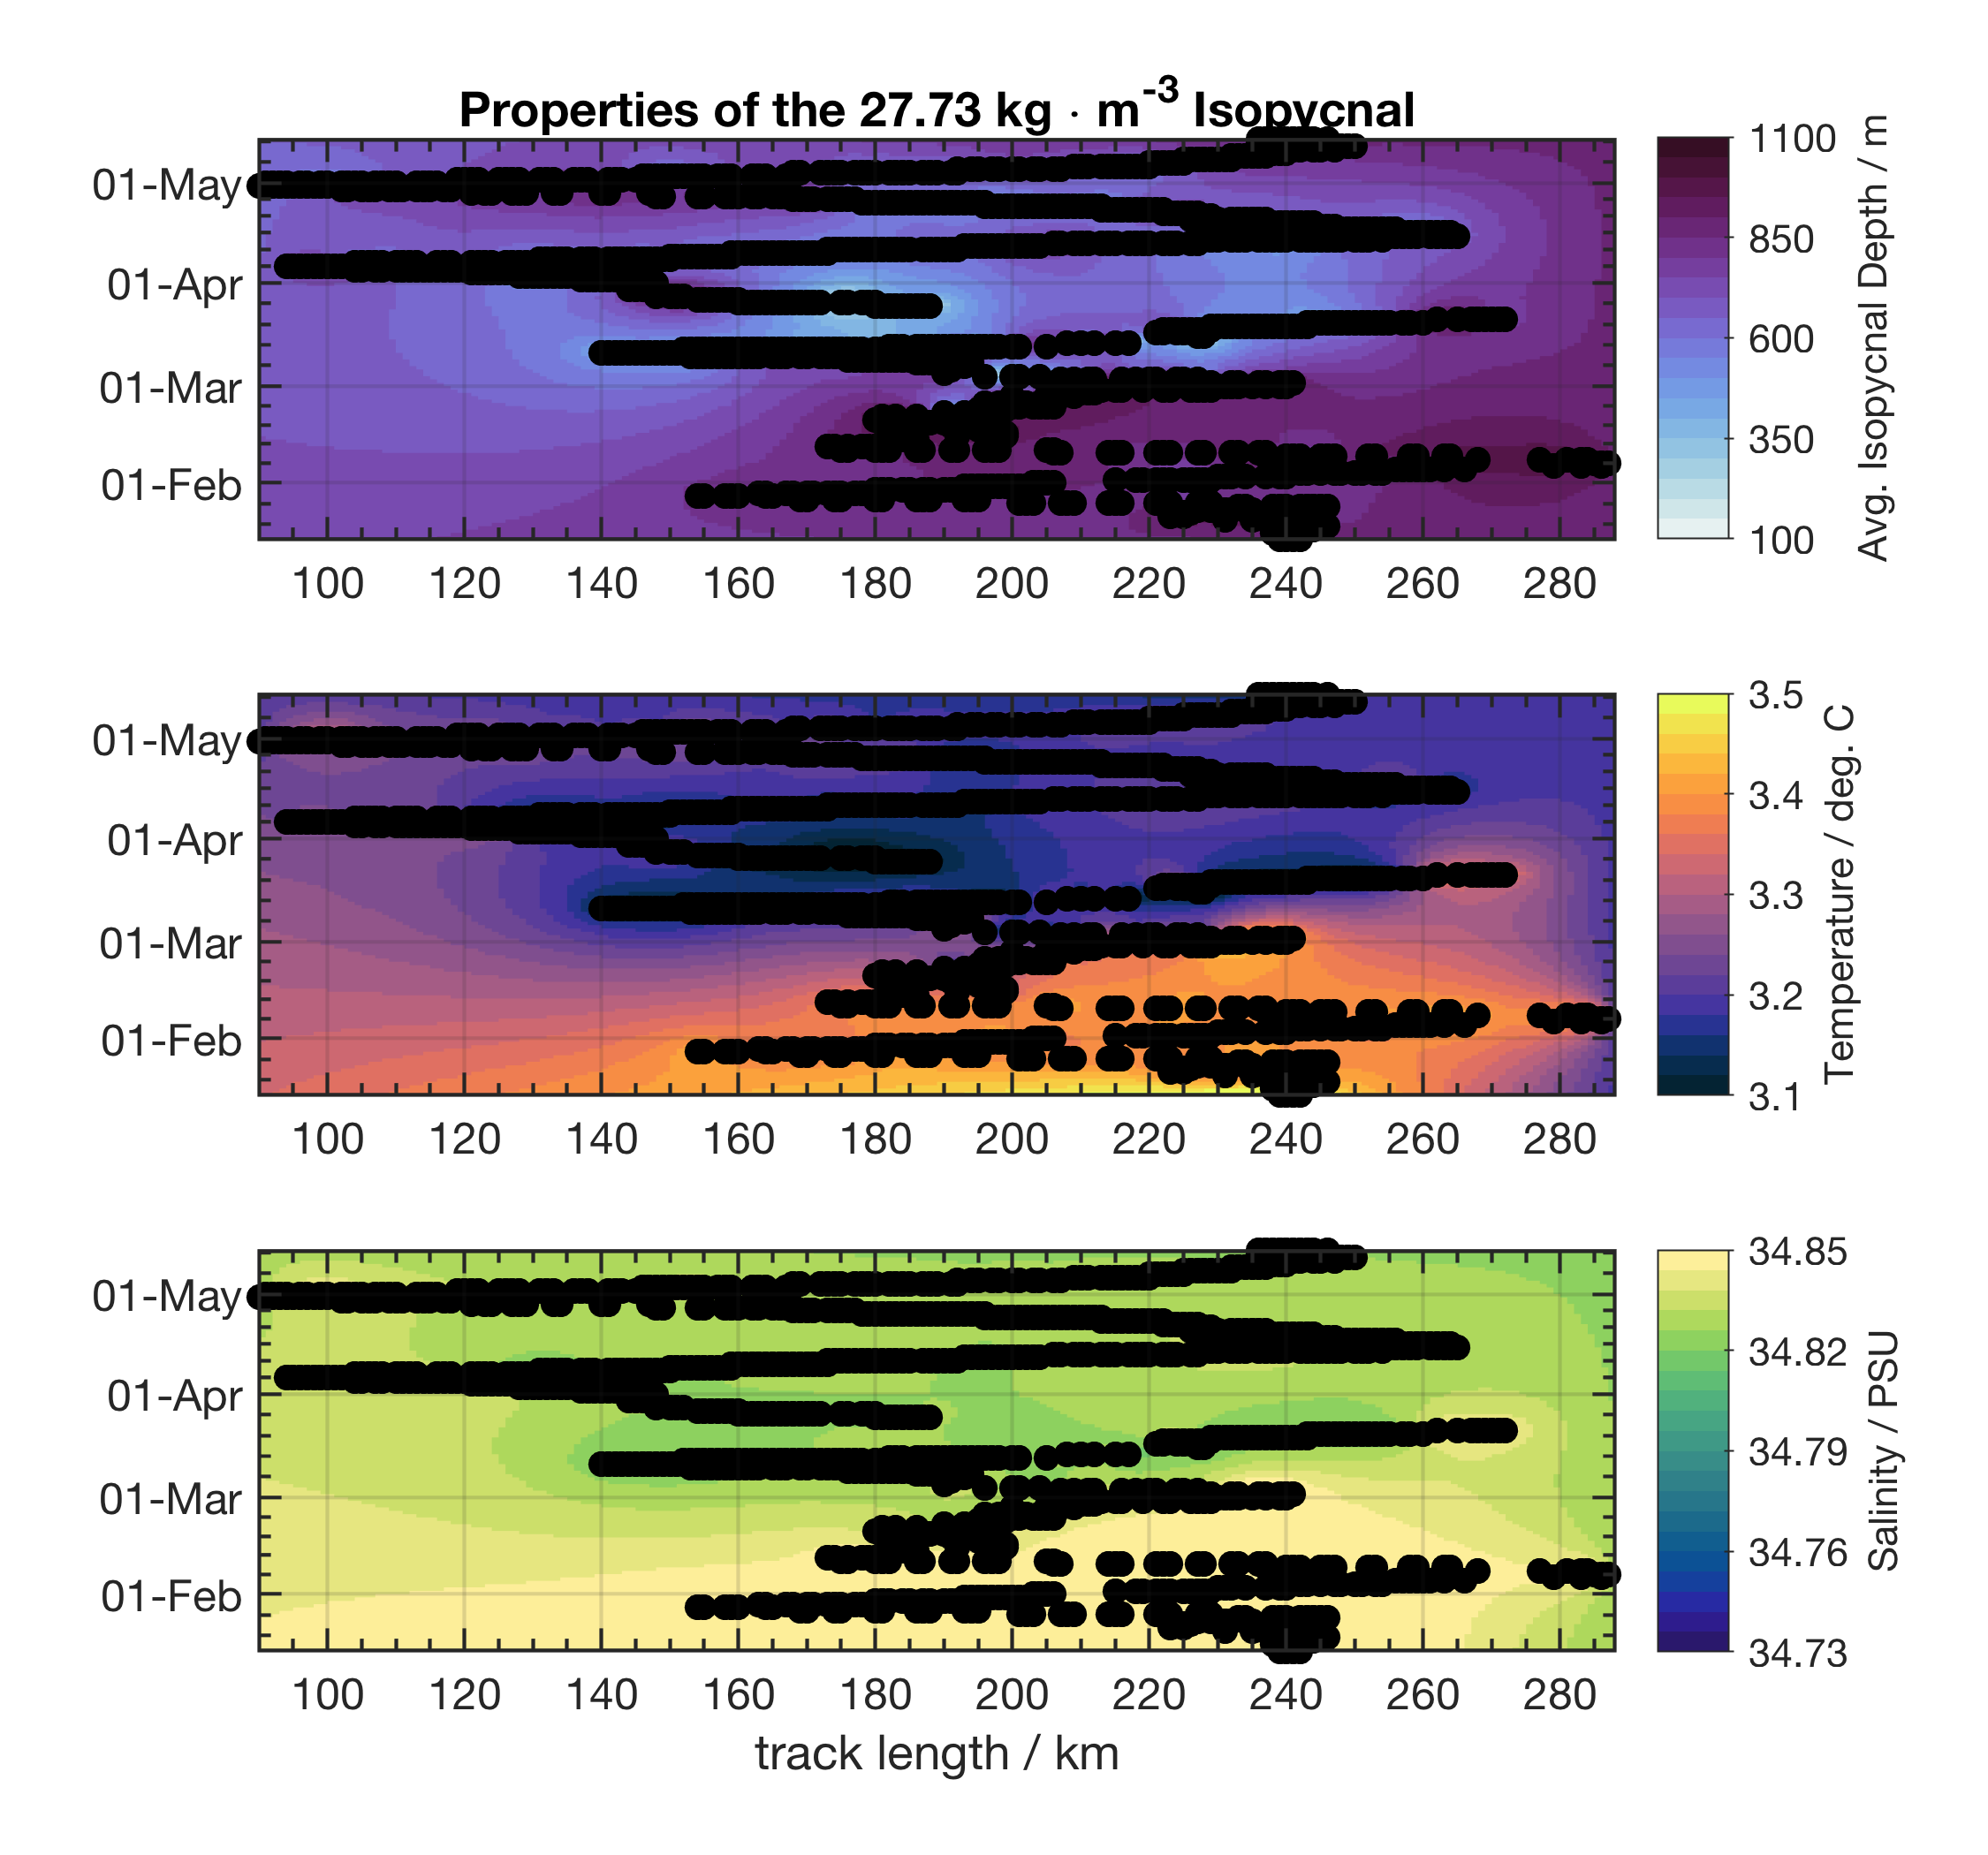 Properties of the 27.73 kg · m-3 Isopycnal
01-May
01-Apr
01-Mar
01-Feb
100 120 140 160 180 200 220 240 260 280
1100
850
600
350
100
Avg. Isopycnal Depth / m
01-May
01-Apr
01-Mar
01-Feb
100 120 140 160 180 200 220 240 260 280
3.5
3.4
3.3
3.2
3.1
Temperature / deg. C
01-May
01-Apr
01-Mar
01-Feb
100 120 140 160 180 200 220 240 260 280
track length / km
34.85
34.82
34.79
34.76
34.73
Salinity / PSU